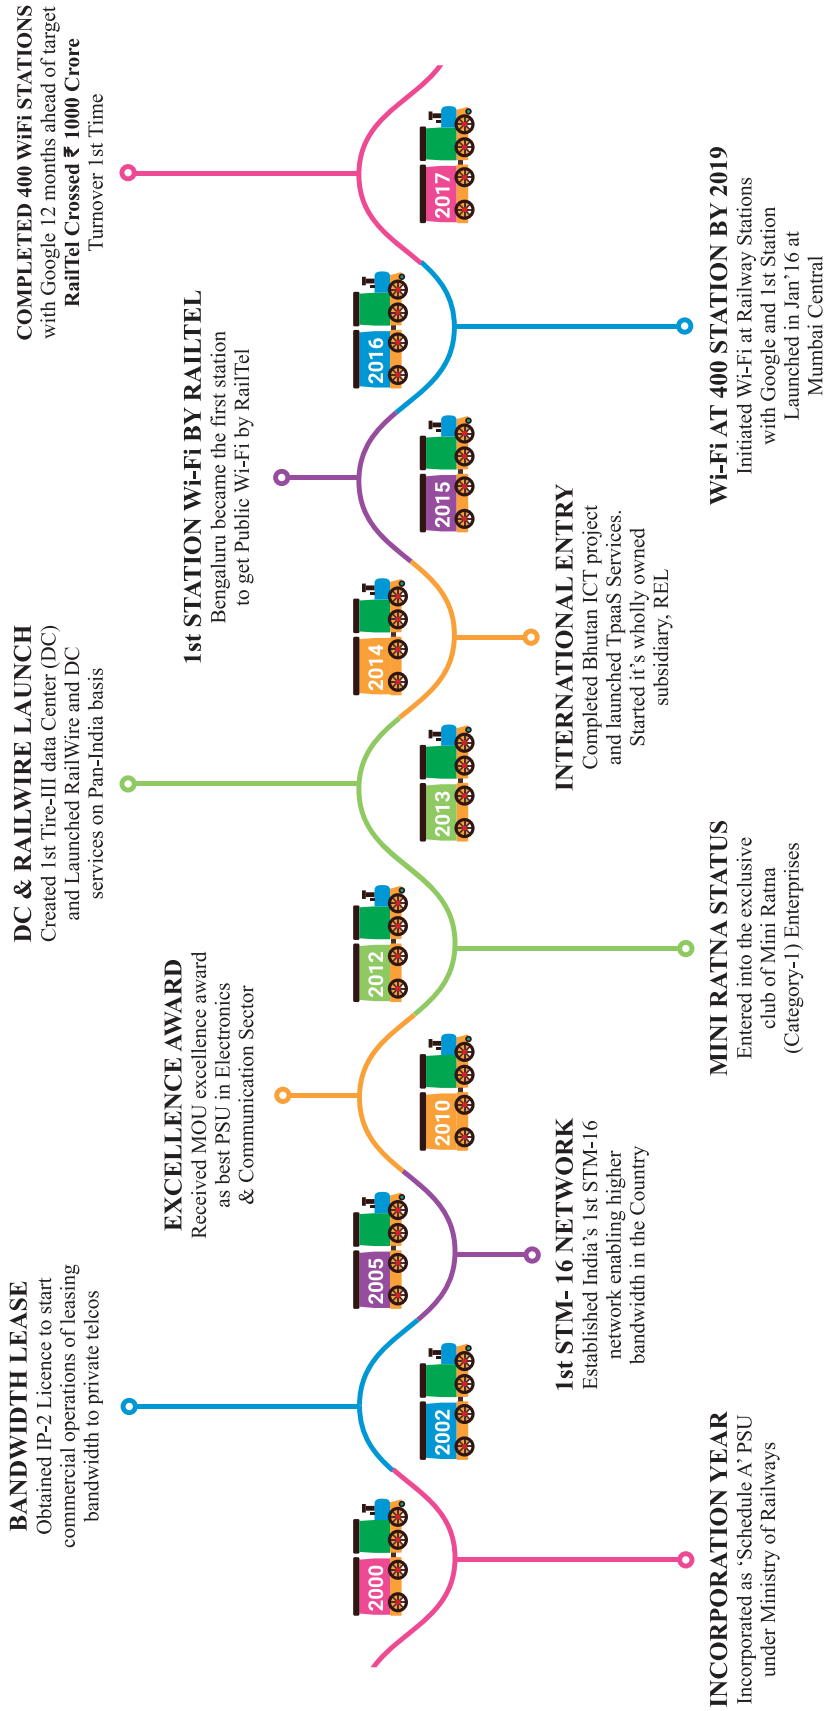 2000
INCORPORATION YEAR
Incorporated as ‘Schedule A’ PSU
under Ministry of Railways
2002
BANDWIDTH LEASE
Obtained IP-2 Licence to start
commercial operations of leasing
bandwidth to private telcos
2005
1st STM- 16 NETWORK
Established India’s 1st STM-16
network enabling higher
bandwidth in the Country
2010
EXCELLENCE AWARD
Received MOU excellence award
as best PSU in Electronics
& Communication Sector
2012
MINI RATNA STATUS
Entered into the exclusive
club of Mini Ratna
(Category-1) Enterprises
2013
DC & RAILWIRE LAUNCH
Created 1st Tire-III data Center (DC)
and Launched RailWire and DC
services on Pan-India basis
2014
INTERNATIONAL ENTRY
Completed Bhutan ICT project
and launched TpaaS Services.
Started it’s wholly owned
subsidiary, REL
2015
1st STATION Wi-Fi BY RAILTEL
Bengaluru became the first station
to get Public Wi-Fi by RailTel
2016
Wi-Fi AT 400 STATION BY 2019
Initiated Wi-Fi at Railway Stations
with Google and 1st Station
Launched in Jan’16 at
Mumbai Central
2017
COMPLETED 400 WiFi STATIONS
with Google 12 months ahead of target
RailTel Crossed ₹ 1000 Crore
Turnover 1st Time